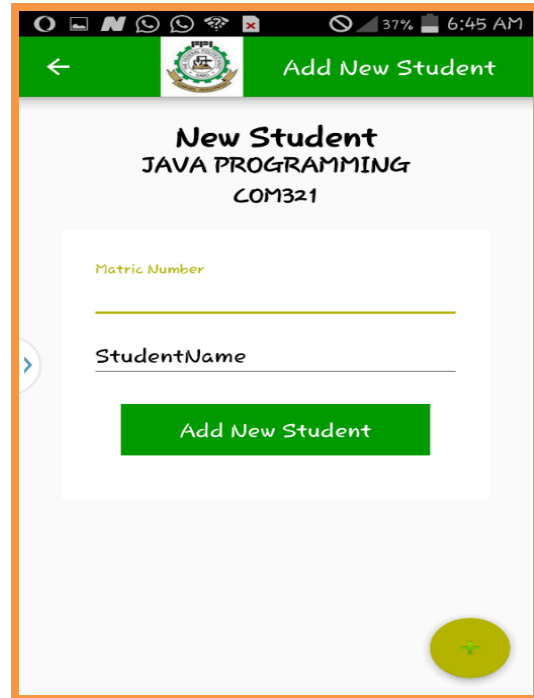 37% 6:45 AM
Add New Student
New Student
JAVA PROGRAMMING
COM321
Matric Number
StudentName
Add New Student